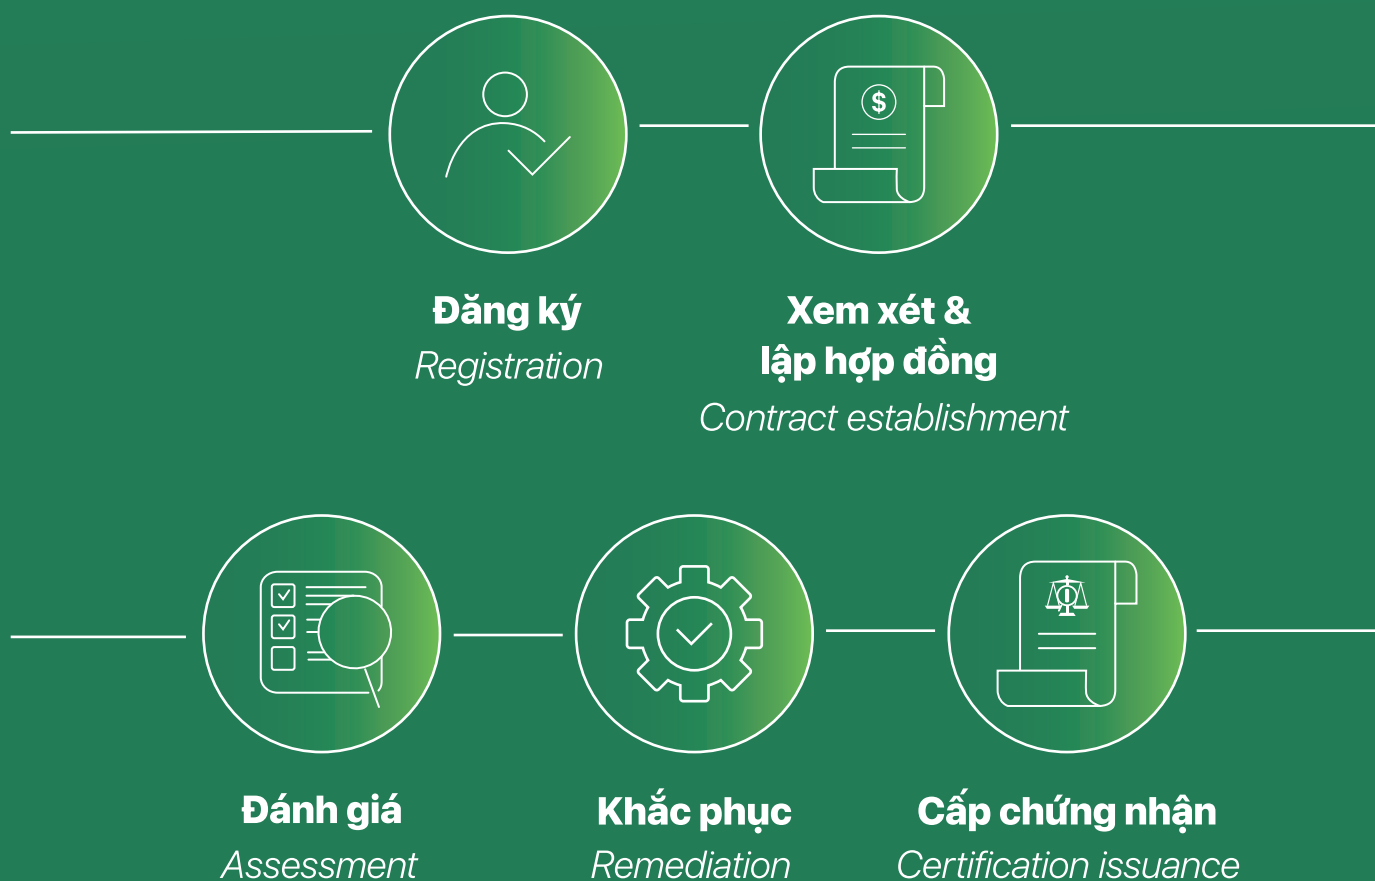 $
Đăng ký
Registration
Xem xét &
lập hợp đồng
Contract establishment
Đánh giá
Assessment
Khắc phục
Remediation
Cấp chứng nhận
Certification issuance